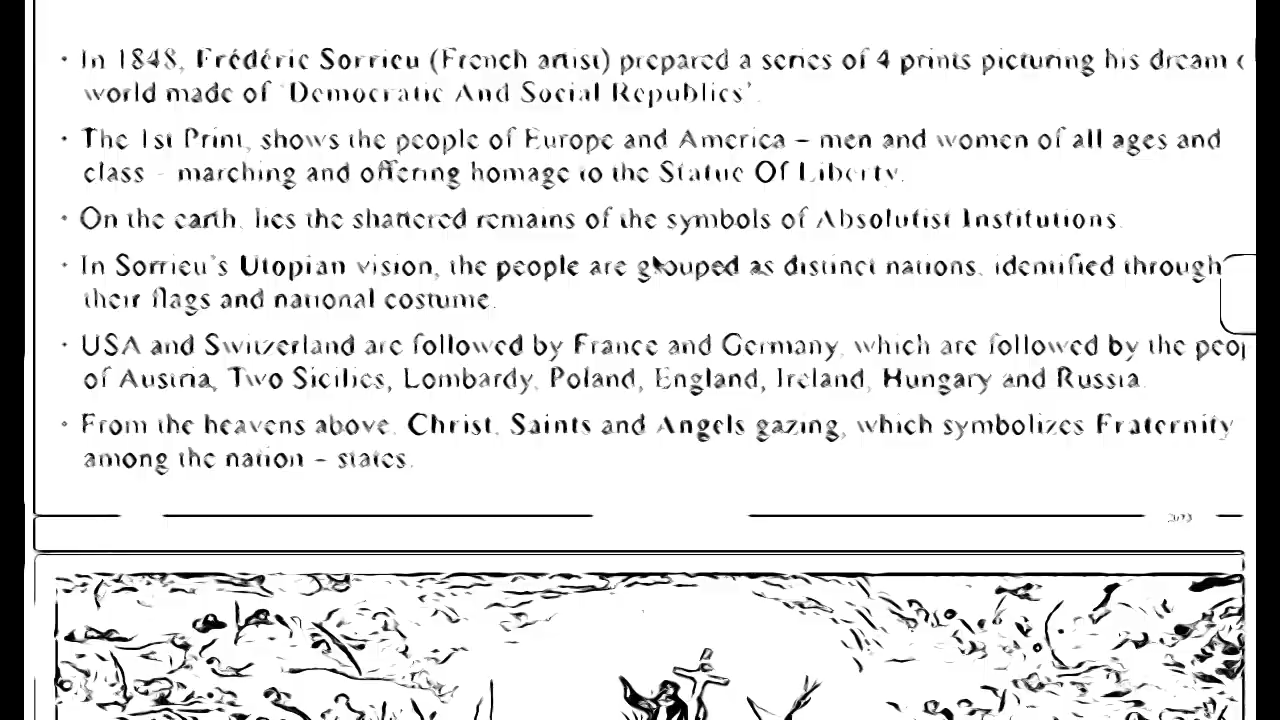 • In 1848, Frédéric Sorrieu (French artist) prepared a series of 4 prints picturing his dream
world made of 'Democratic And Social Republics'.
• The 1st Print, shows the people of Europe and America – men and women of all ages and
class – marching and offering homage to the Statue Of Liberty.
• On the earth, lies the shattered remains of the symbols of Absolutist Institutions.
• In Sorrieu's Utopian vision, the people are grouped as distinct nations, identified through
their flags and national costume.
• USA and Switzerland are followed by France and Germany, which are followed by the
of Austria, Two Sicilies, Lombardy, Poland, England, Ireland, Hungary and Russia.
• From the heavens above, Christ, Saints and Angels gazing, which symbolizes Fraternity
among the nation – states.